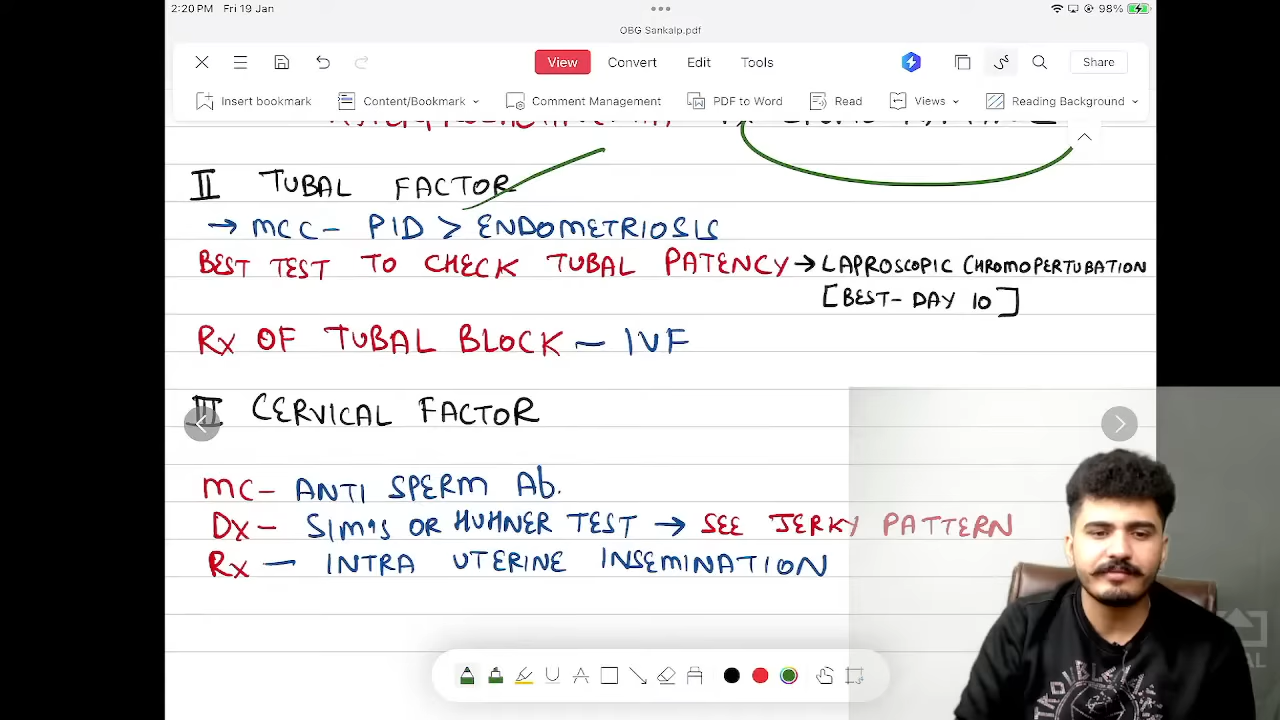 2:20 PM Fri 19 Jan
98%
OBG Sankalp.pdf
View Convert Edit Tools Share
Insert bookmark Content/Bookmark Comment Management PDF to Word Read Views Reading Background
II TUBAL FACTOR
→ MCC- PID > ENDOMETRIOSIS
BEST TEST TO CHECK TUBAL PATENCY → LAPROSCOPIC CHROMOPERTUBATION
[BEST- DAY 10]
Rx OF TUBAL BLOCK – IVF
III CERVICAL FACTOR
MC- ANTI SPERM Ab.
Dx- SIM's OR HUHNER TEST → SEE JERKY PATTERN
Rx – INTRA UTERINE INSEMINATION